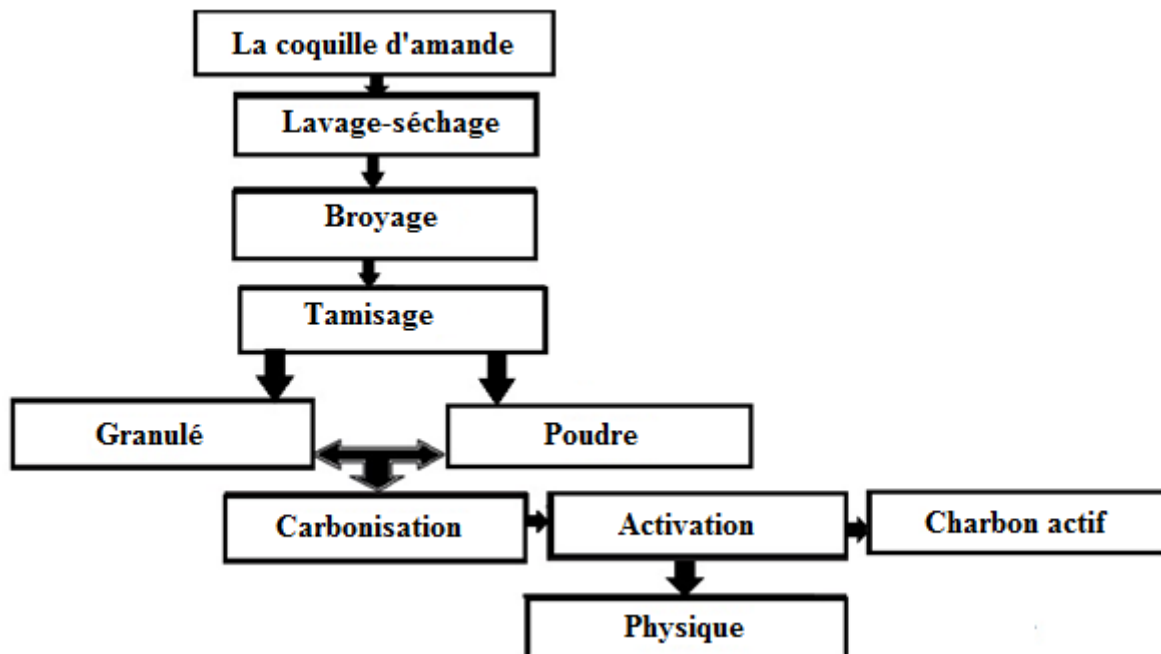 La coquille d'amande
Lavage-séchage
Broyage
Tamisage
Granulé
Poudre
Carbonisation
Activation
Charbon actif
Physique